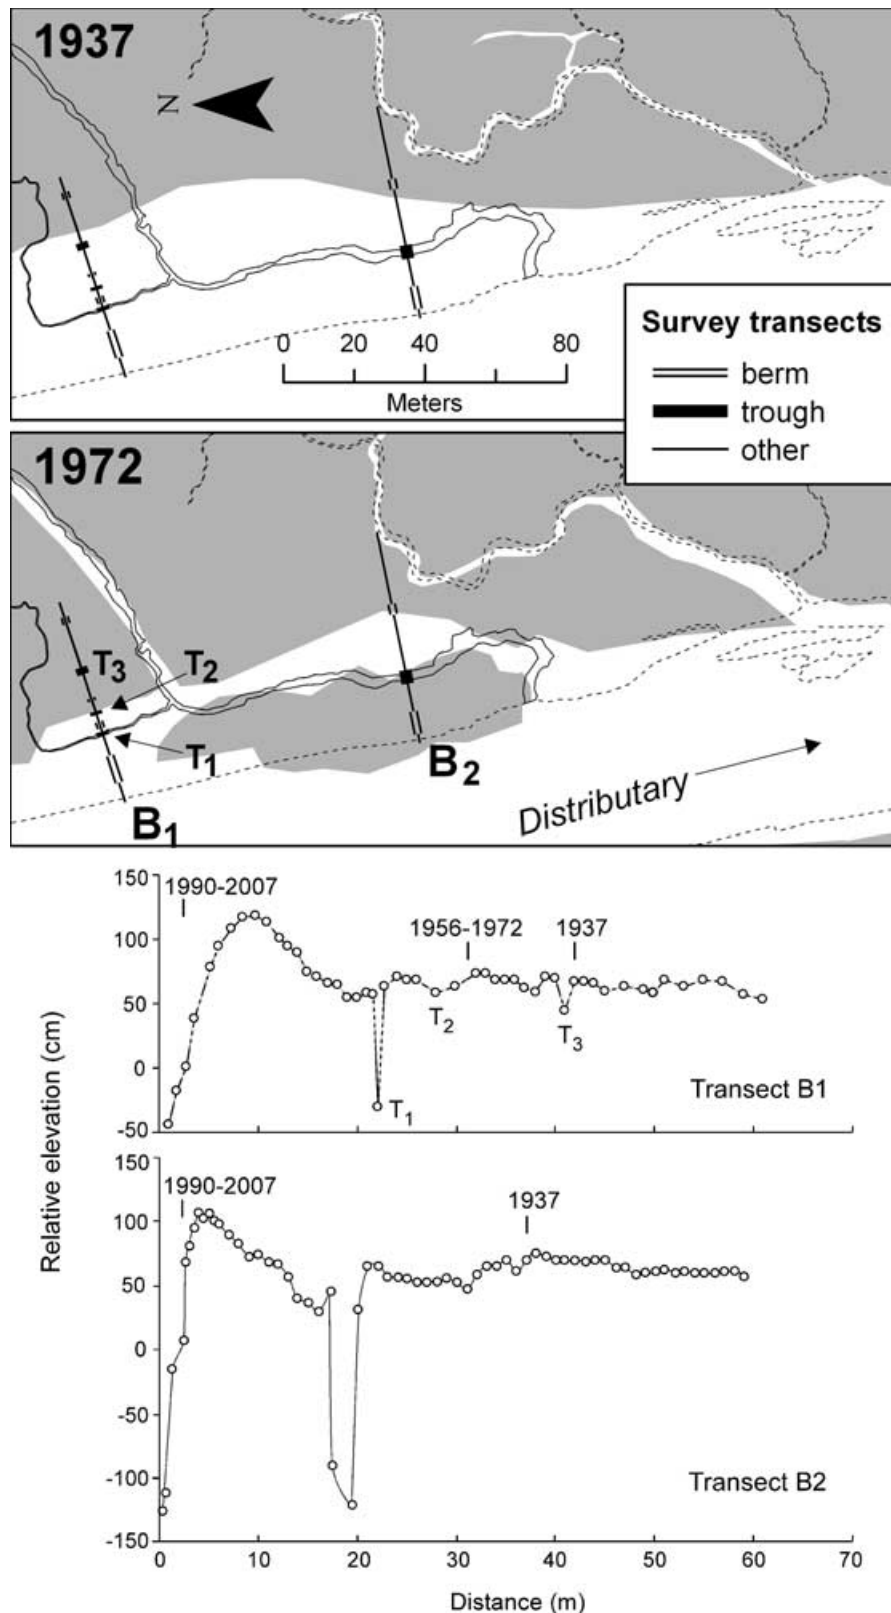 1937
N
0 20 40 80
Meters
Survey transects
berm
trough
other
1972
T3
T2
T1
B1
B2
Distributary
Relative elevation (cm)
150
100
50
0
-50
1990-2007
1956-1972
1937
T1
T2
T3
Transect B1
150
100
50
0
-50
-100
-150
1990-2007
1937
Transect B2
0 10 20 30 40 50 60 70
Distance (m)